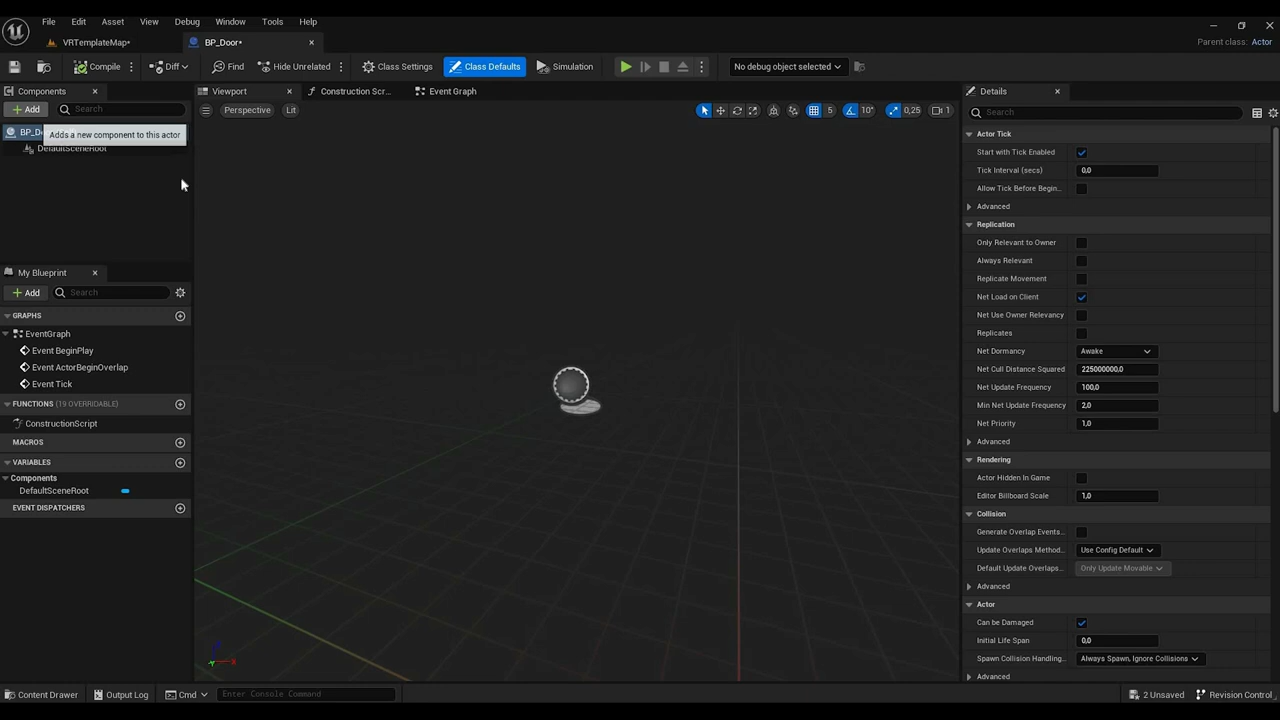 File Edit Asset View Debug Window Tools Help
VRTemplateMap* BP_Door* Parent class: Actor
Compile Diff Find Hide Unrelated Class Settings Class Defaults Simulation No debug object selected
Components Viewport Construction Scr... Event Graph Details
Add Search Perspective Lit 5 10° 0,25 1 Search
Adds a new component to this actor
DefaultSceneRoot
Actor Tick
Start with Tick Enabled
Tick Interval (secs) 0,0
Allow Tick Before Begin...
Advanced
Replication
Only Relevant to Owner
Always Relevant
Replicate Movement
Net Load on Client
Net Use Owner Relevancy
Replicates
Net Dormancy Awake
Net Cull Distance Squared 225000000,0
Net Update Frequency 100,0
Min Net Update Frequency 2,0
Net Priority 1,0
Advanced
Rendering
Actor Hidden In Game
Editor Billboard Scale 1,0
Collision
Generate Overlap Events...
Update Overlaps Method... Use Config Default
Default Update Overlaps... Only Update Movable
Advanced
Actor
Can be Damaged
Initial Life Span 0,0
Spawn Collision Handling... Always Spawn, Ignore Collisions
Advanced
My Blueprint
Add Search
GRAPHS
EventGraph
Event BeginPlay
Event ActorBeginOverlap
Event Tick
FUNCTIONS (19 OVERRIDABLE)
ConstructionScript
MACROS
VARIABLES
Components
DefaultSceneRoot
EVENT DISPATCHERS
X
Content Drawer Output Log Cmd Enter Console Command 2 Unsaved Revision Control